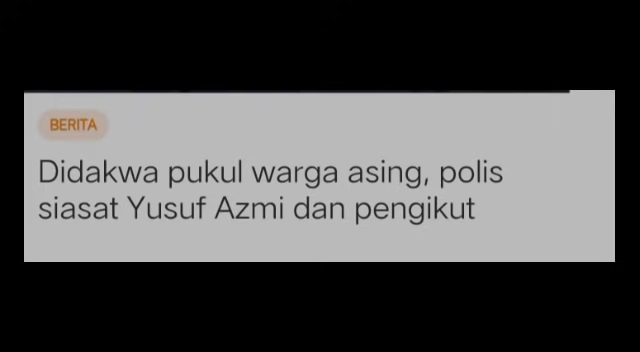 BERITA
Didakwa pukul warga asing, polis
siasat Yusuf Azmi dan pengikut